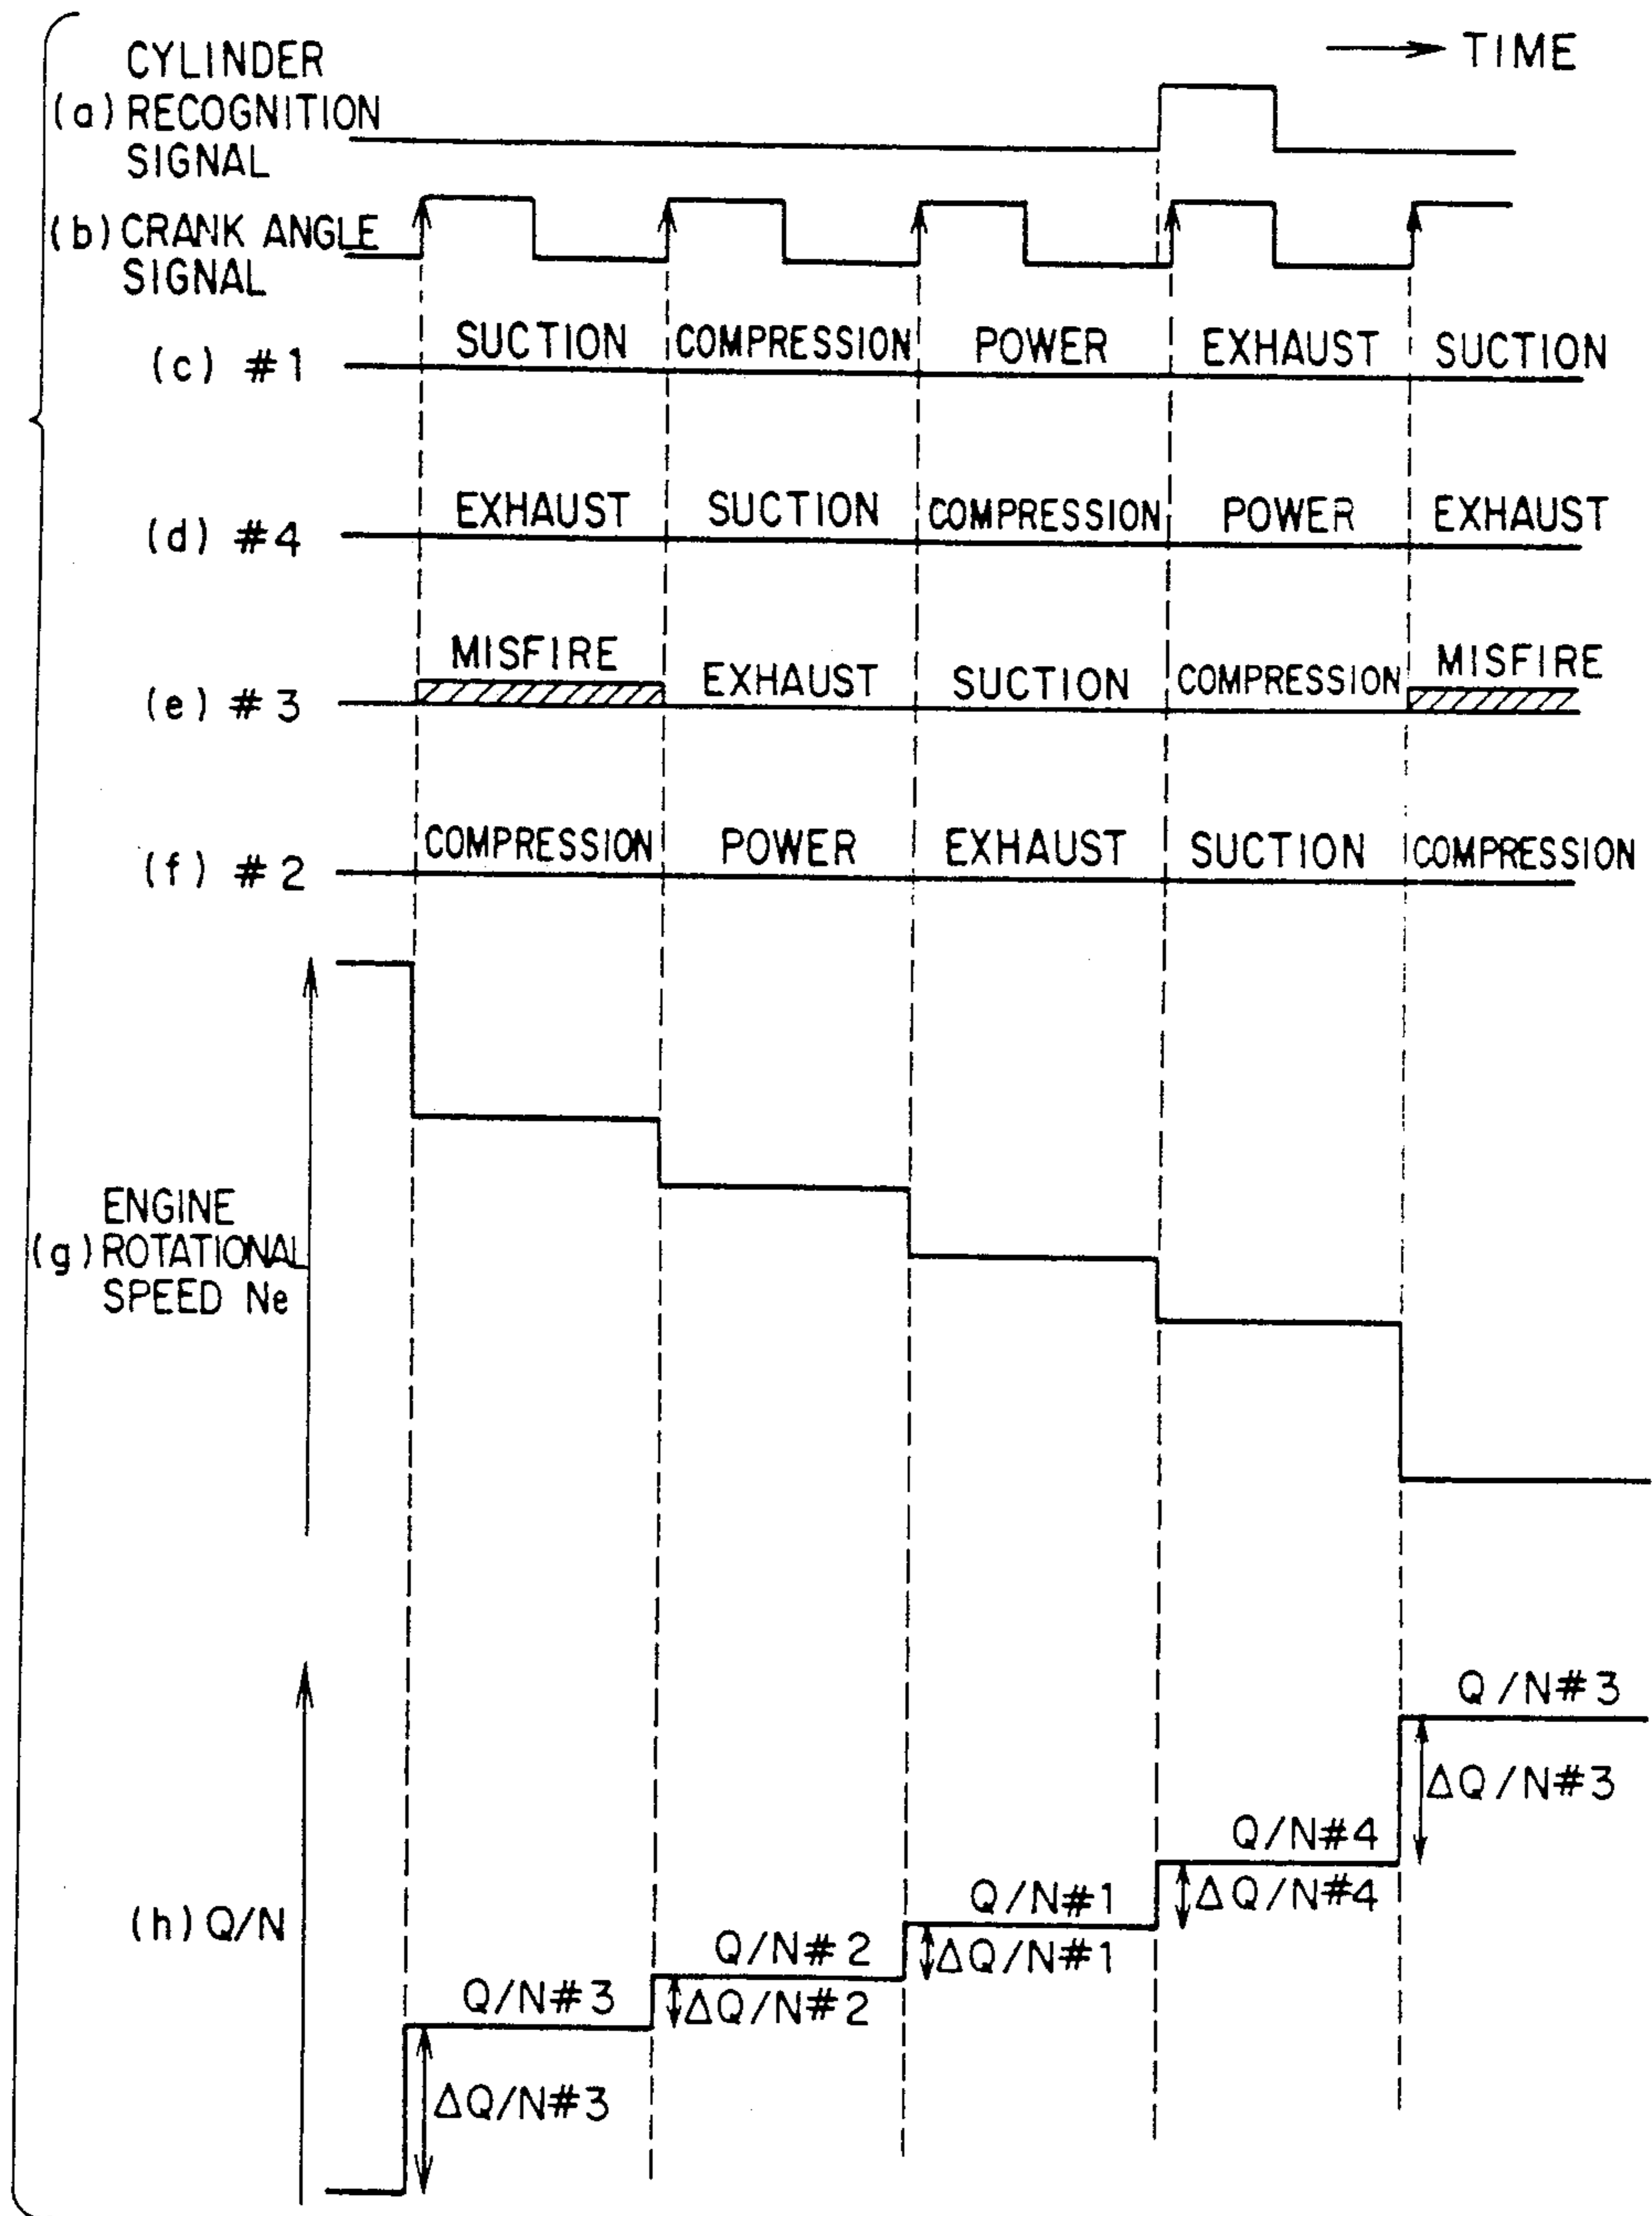 CYLINDER
(a) RECOGNITION
SIGNAL
→ TIME
(b) CRANK ANGLE
SIGNAL
(c) #1 SUCTION COMPRESSION POWER EXHAUST SUCTION
(d) #4 EXHAUST SUCTION COMPRESSION POWER EXHAUST
(e) #3 MISFIRE EXHAUST SUCTION COMPRESSION MISFIRE
(f) #2 COMPRESSION POWER EXHAUST SUCTION COMPRESSION
ENGINE
(g) ROTATIONAL
SPEED Ne
(h) Q/N
Q/N#3
ΔQ/N#3
Q/N#2
ΔQ/N#2
Q/N#1
ΔQ/N#1
Q/N#4
ΔQ/N#4
Q/N#3
ΔQ/N#3